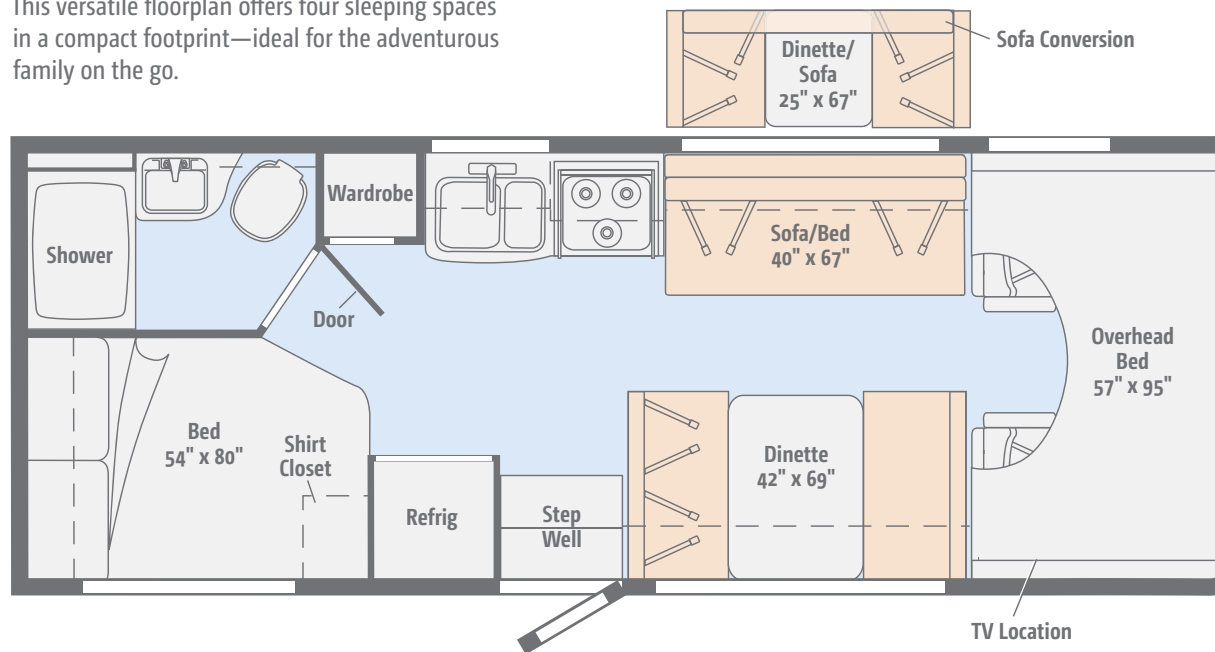 This versatile floorplan offers four sleeping spaces
in a compact footprint—ideal for the adventurous
family on the go.
Dinette/
Sofa
25" x 67"
Sofa Conversion
Shower
Wardrobe
Door
Sofa/Bed
40" x 67"
Overhead
Bed
57" x 95"
Bed
54" x 80"
Shirt
Closet
Refrig
Step
Well
Dinette
42" x 69"
TV Location